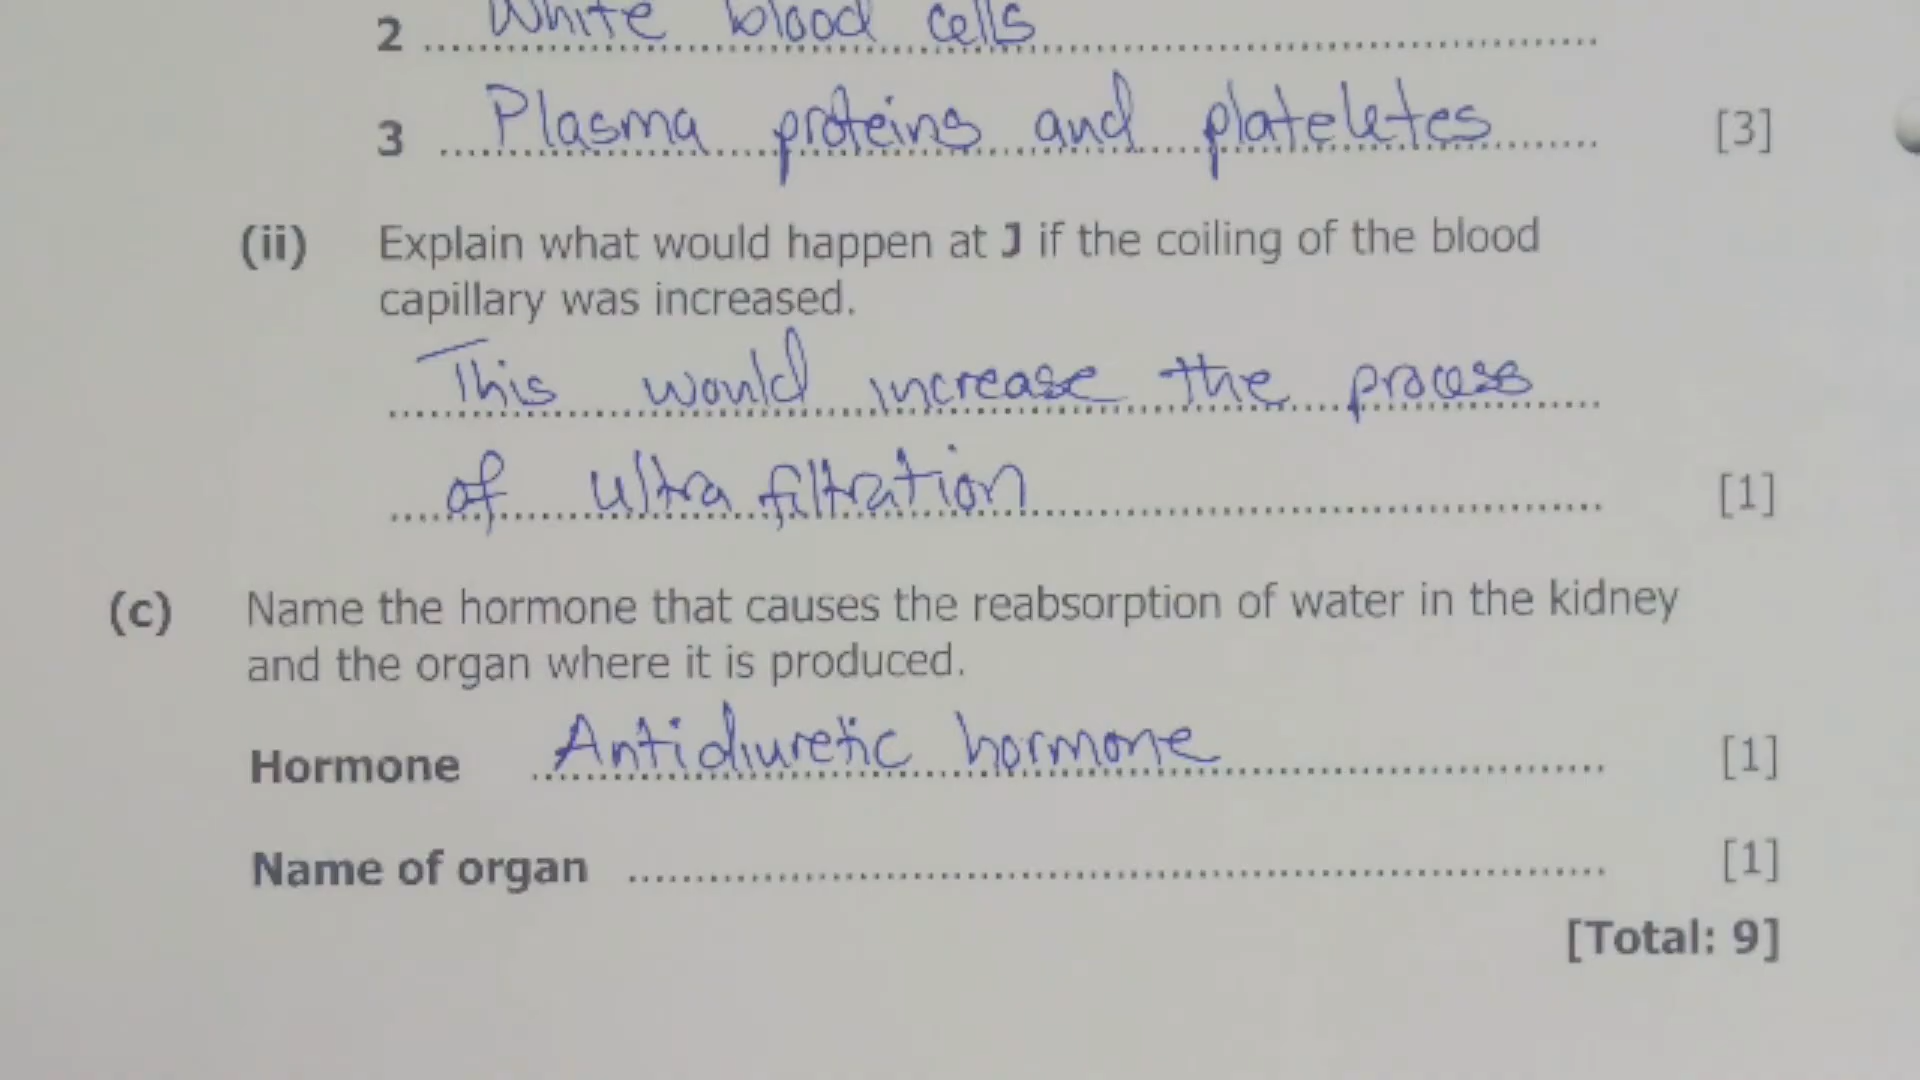 2 White blood cells
3 Plasma proteins and plateletes [3]
(ii) Explain what would happen at J if the coiling of the blood
capillary was increased.
This would increase the process
of ultra filtration [1]
(c) Name the hormone that causes the reabsorption of water in the kidney
and the organ where it is produced.
Hormone Antidiuretic hormone [1]
Name of organ [1]
[Total: 9]